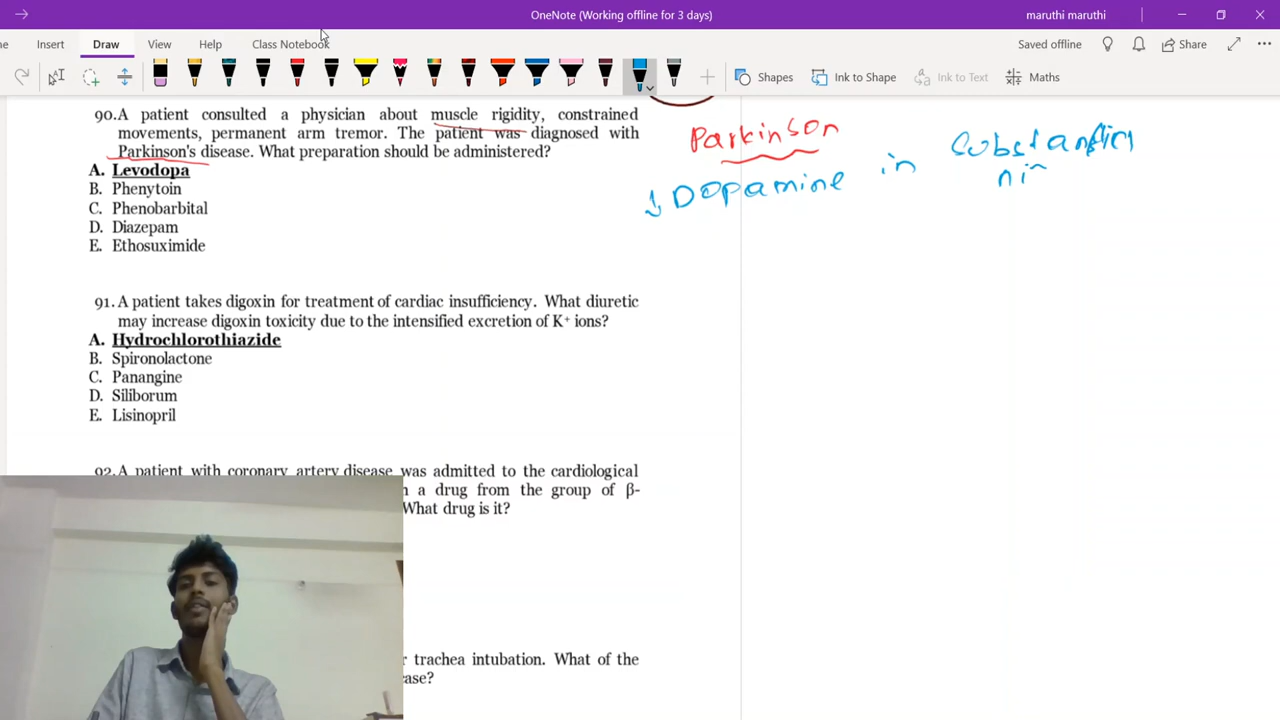 OneNote (Working offline for 3 days)
maruthi maruthi
Insert Draw View Help Class Notebook
Saved offline
Share
Shapes
Ink to Shape
Ink to Text
Maths
90.A patient consulted a physician about muscle rigidity, constrained
movements, permanent arm tremor. The patient was diagnosed with
Parkinson's disease. What preparation should be administered?
A. Levodopa
B. Phenytoin
C. Phenobarbital
D. Diazepam
E. Ethosuximide
91. A patient takes digoxin for treatment of cardiac insufficiency. What diuretic
may increase digoxin toxicity due to the intensified excretion of K⁺ ions?
A. Hydrochlorothiazide
B. Spironolactone
C. Panangine
D. Siliborum
E. Lisinopril
92. A patient with coronary artery disease was admitted to the cardiological
a drug from the group of β-
What drug is it?
trachea intubation. What of the
Parkinson
↓ Dopamine in